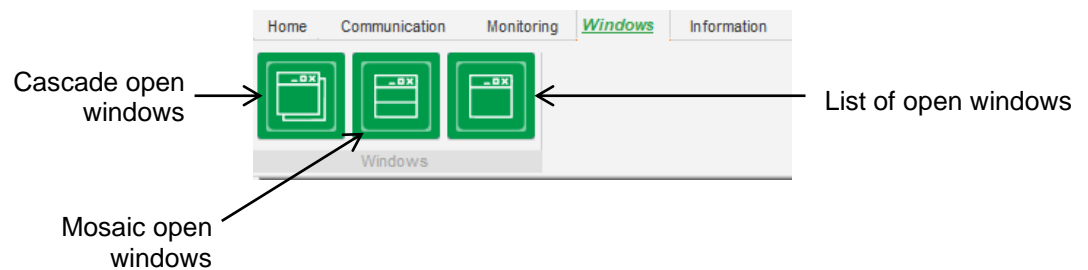 Home Communication Monitoring Windows Information
Cascade open
windows
List of open windows
Windows
Mosaic open
windows